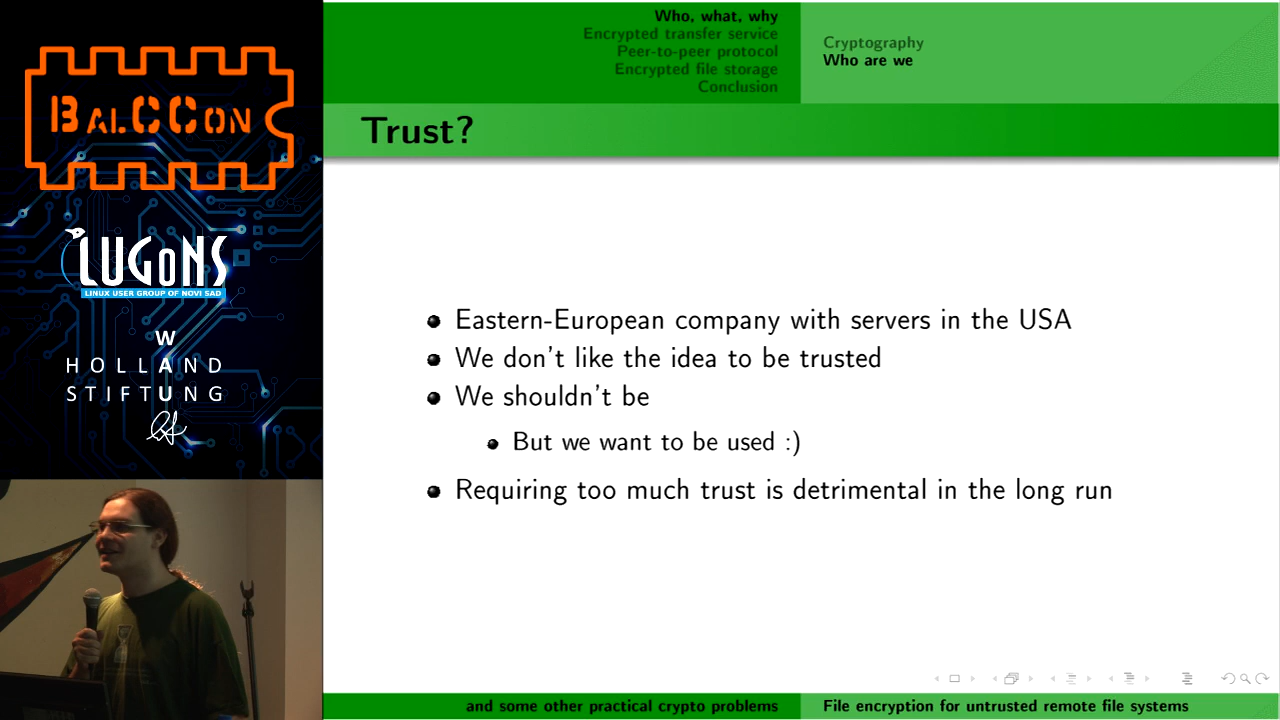 BALCCON
LUGONS
LINUX USER GROUP OF NOVI SAD
W
HOLLAND
STIFTUNG
U
Who, what, why
Encrypted transfer service
Peer-to-peer protocol
Encrypted file storage
Conclusion
Cryptography
Who are we
Trust?
Eastern-European company with servers in the USA
We don't like the idea to be trusted
We shouldn't be
But we want to be used :)
Requiring too much trust is detrimental in the long run
and some other practical crypto problems
File encryption for untrusted remote file systems